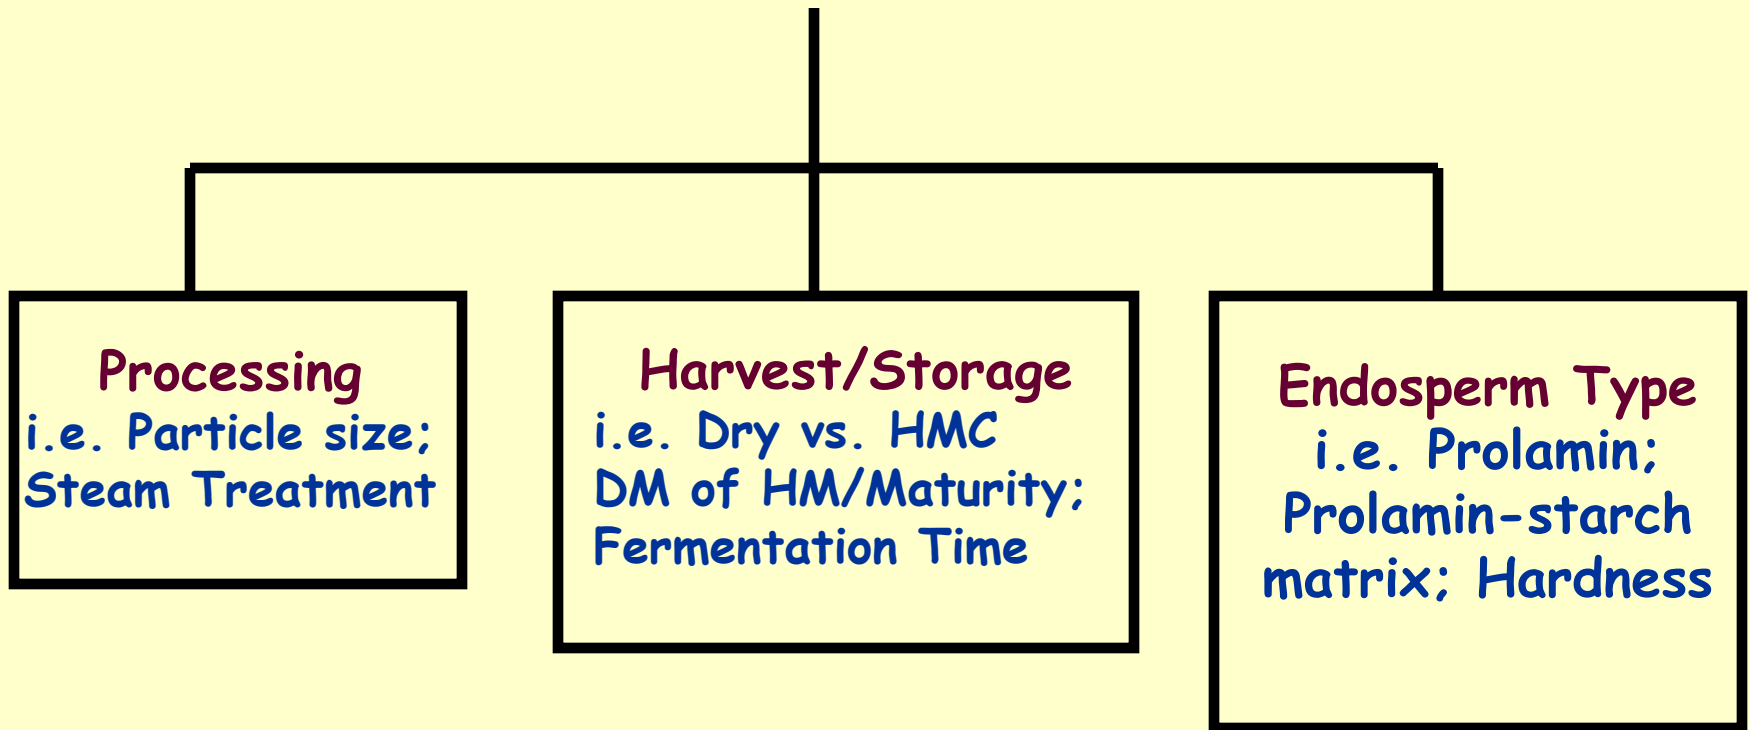 Processing
i.e. Particle size;
Steam Treatment
Harvest/Storage
i.e. Dry vs. HMC
DM of HM/Maturity;
Fermentation Time
Endosperm Type
i.e. Prolamin;
Prolamin-starch
matrix; Hardness